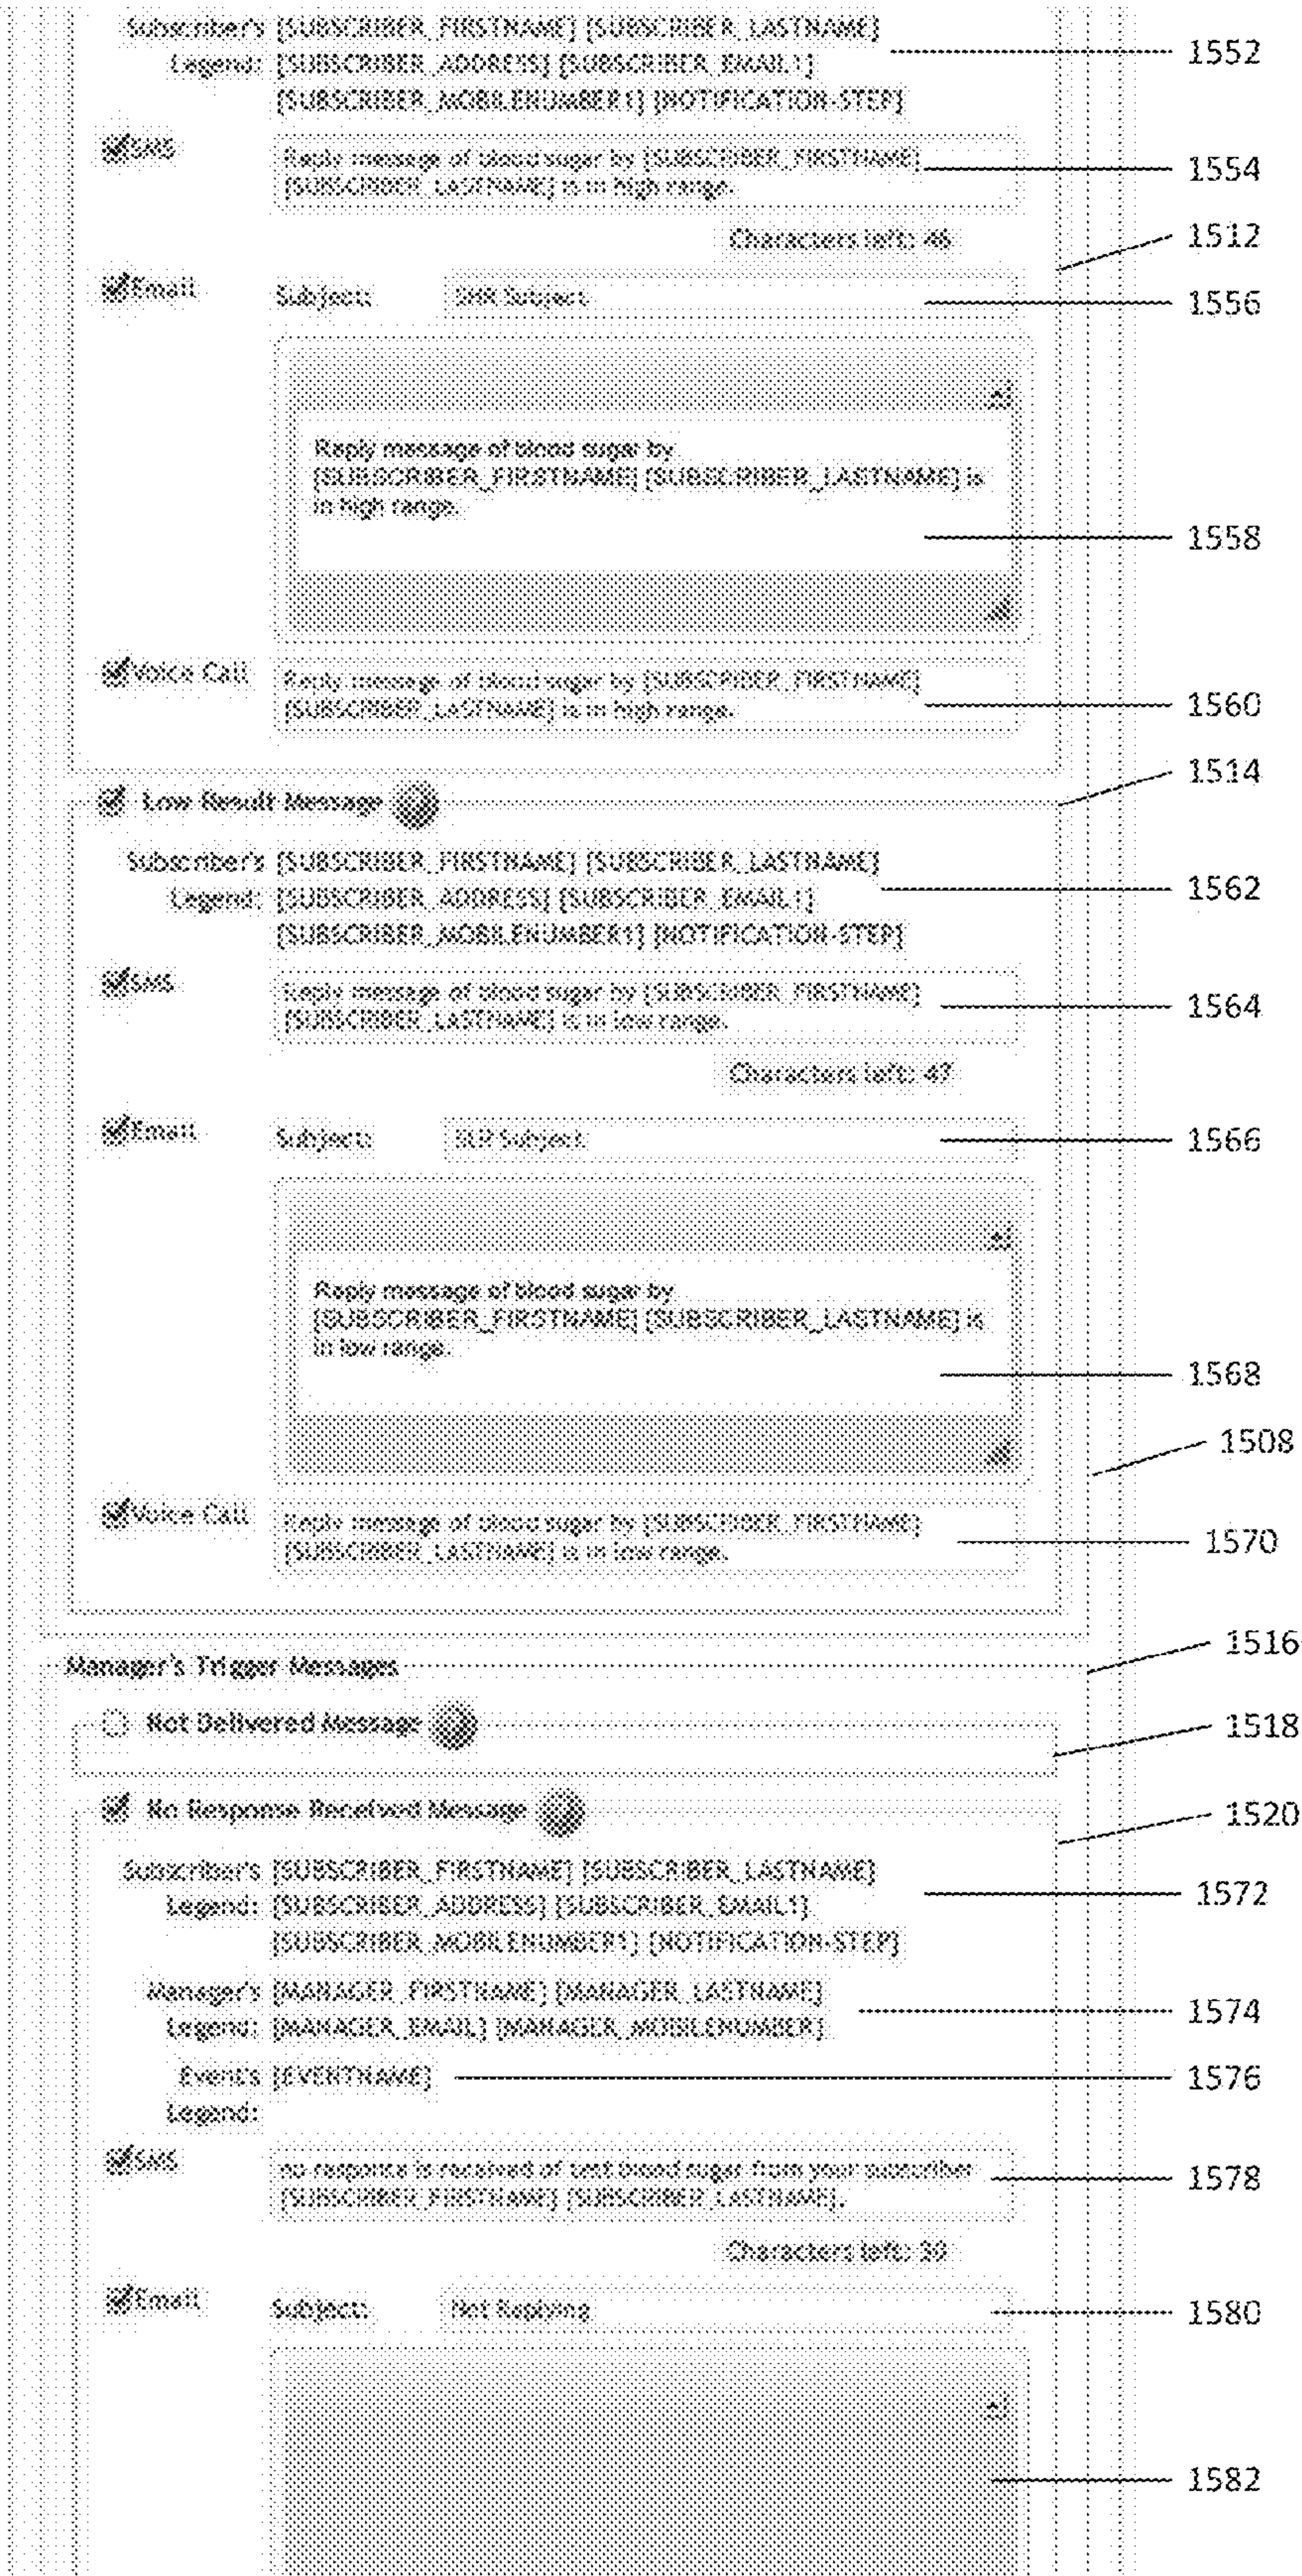 Subscriber's [SUBSCRIBER_FIRSTNAME] [SUBSCRIBER_LASTNAME]
1552
Legend: [SUBSCRIBER_ADDRESS] [SUBSCRIBER_EMAIL1]
[SUBSCRIBER_MOBILENUMBER1] [NOTIFICATION-STEP]
SMS
Reply message of blood sugar by [SUBSCRIBER_FIRSTNAME]
1554
[SUBSCRIBER_LASTNAME] is in high range.
Characters left: 46
1512
Email Subject: SHR Subject
1556
Reply message of blood sugar by
[SUBSCRIBER_FIRSTNAME] [SUBSCRIBER_LASTNAME] is
in high range.
1558
Voice Call Reply message of blood sugar by [SUBSCRIBER_FIRSTNAME]
[SUBSCRIBER_LASTNAME] is in high range.
1560
1514
Low Result Message
Subscriber's [SUBSCRIBER_FIRSTNAME] [SUBSCRIBER_LASTNAME]
1562
Legend: [SUBSCRIBER_ADDRESS] [SUBSCRIBER_EMAIL1]
[SUBSCRIBER_MOBILENUMBER1] [NOTIFICATION-STEP]
SMS Reply message of blood sugar by [SUBSCRIBER_FIRSTNAME]
1564
[SUBSCRIBER_LASTNAME] is in low range.
Characters left: 47
Email Subject: SLR Subject
1566
Reply message of blood sugar by
[SUBSCRIBER_FIRSTNAME] [SUBSCRIBER_LASTNAME] is
in low range.
1568
1508
Voice Call Reply message of blood sugar by [SUBSCRIBER_FIRSTNAME]
1570
[SUBSCRIBER_LASTNAME] is in low range.
1516
Manager's Trigger Messages
Not Delivered Message
1518
No Response Received Message
1520
Subscriber's [SUBSCRIBER_FIRSTNAME] [SUBSCRIBER_LASTNAME]
1572
Legend: [SUBSCRIBER_ADDRESS] [SUBSCRIBER_EMAIL1]
[SUBSCRIBER_MOBILENUMBER1] [NOTIFICATION-STEP]
Manager's [MANAGER_FIRSTNAME] [MANAGER_LASTNAME]
1574
Legend: [MANAGER_EMAIL] [MANAGER_MOBILENUMBER]
Events [EVENTNAME]
1576
Legend:
SMS no response is received of test blood sugar from your subscriber
1578
[SUBSCRIBER_FIRSTNAME] [SUBSCRIBER_LASTNAME].
Characters left: 39
Email Subject: Not Replying
1580
1582